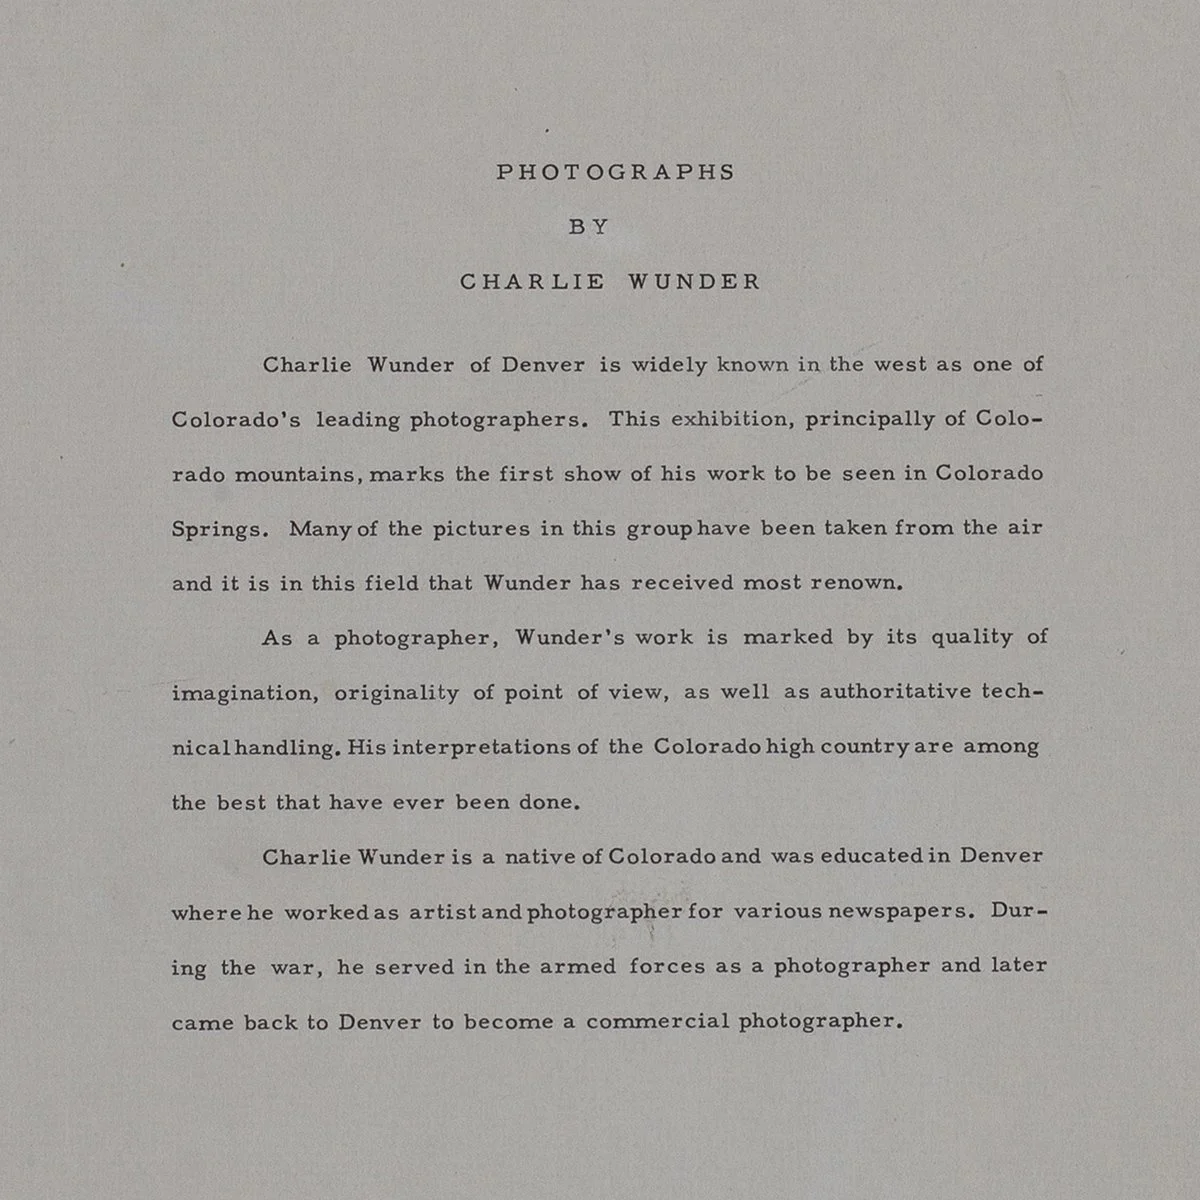 PHOTOGRAPHS
BY
CHARLIE WUNDER
Charlie Wunder of Denver is widely known in the west as one of
Colorado's leading photographers. This exhibition, principally of Colo-
rado mountains, marks the first show of his work to be seen in Colorado
Springs. Many of the pictures in this group have been taken from the air
and it is in this field that Wunder has received most renown.
As a photographer, Wunder's work is marked by its quality of
imagination, originality of point of view, as well as authoritative tech-
nical handling. His interpretations of the Colorado high country are among
the best that have ever been done.
Charlie Wunder is a native of Colorado and was educated in Denver
where he worked as artist and photographer for various newspapers. Dur-
ing the war, he served in the armed forces as a photographer and later
came back to Denver to become a commercial photographer.